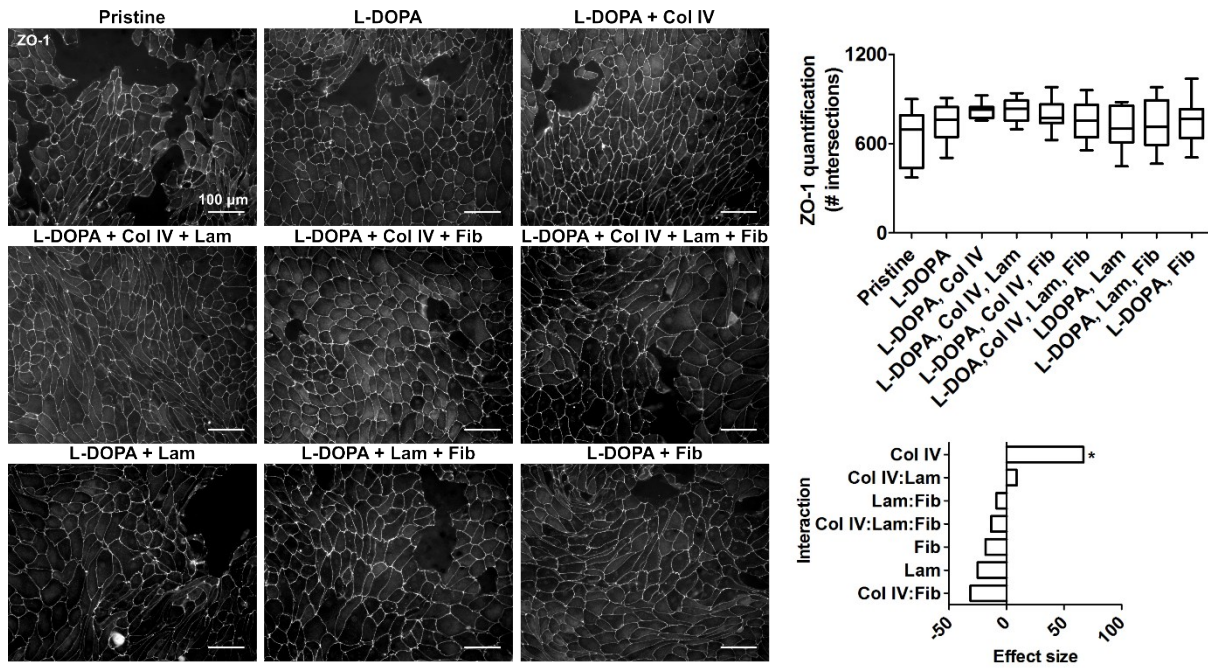 Pristine
L-DOPA
L-DOPA + Col IV
ZO-1
100 µm
L-DOPA + Col IV + Lam
L-DOPA + Col IV + Fib
L-DOPA + Col IV + Lam + Fib
L-DOPA + Lam
L-DOPA + Lam + Fib
L-DOPA + Fib
ZO-1 quantification
(# intersections)
1200
600
0
Pristine
L-DOPA
L-DOPA, Col IV
L-DOPA, Col IV, Lam
L-DOPA, Col IV, Fib
L-DOA,Col IV, Lam, Fib
LDOPA, Lam
L-DOPA, Lam, Fib
L-DOPA, Fib
Interaction
Col IV
*
Col IV:Lam
Lam:Fib
Col IV:Lam:Fib
Fib
Lam
Col IV:Fib
-50
0
50
100
Effect size